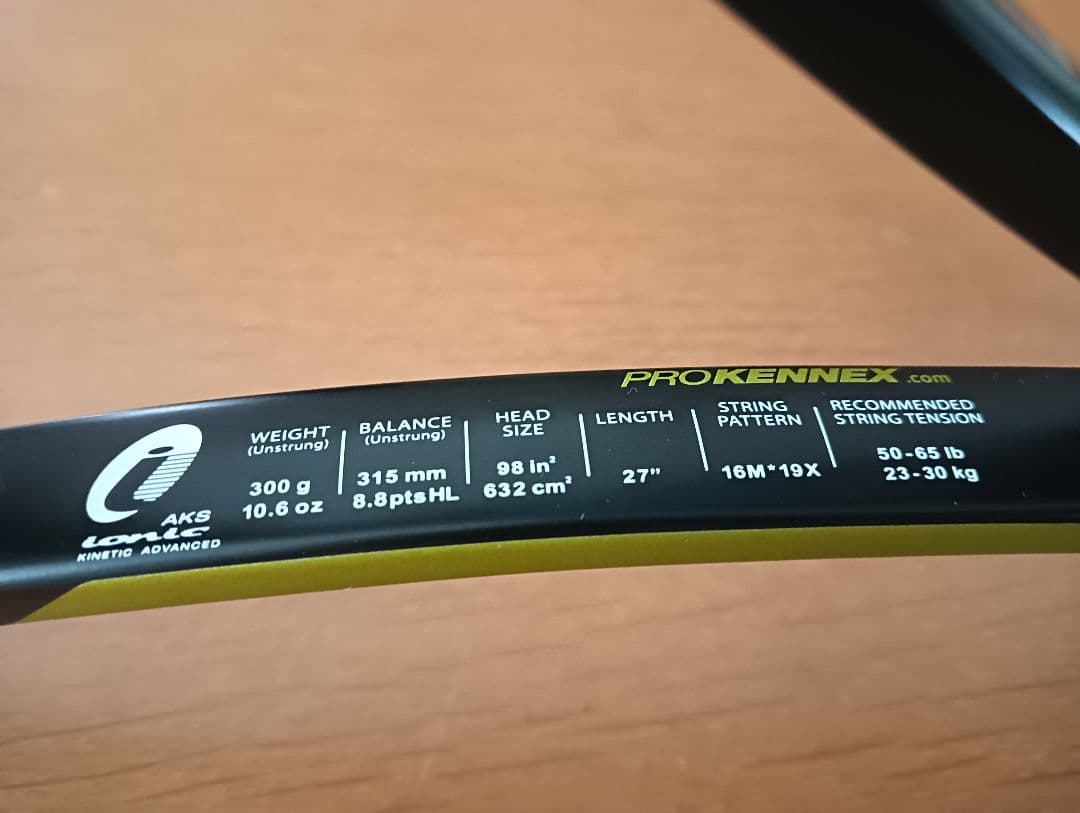 PROKENNEX.com
AKS
ionic
KINETIC ADVANCED
WEIGHT
(Unstrung)
300 g
10.6 oz
BALANCE
(Unstrung)
315 mm
8.8ptsHL
HEAD
SIZE
98 in²
632 cm²
LENGTH
27"
STRING
PATTERN
16M*19X
RECOMMENDED
STRING TENSION
50-65 lb
23-30 kg